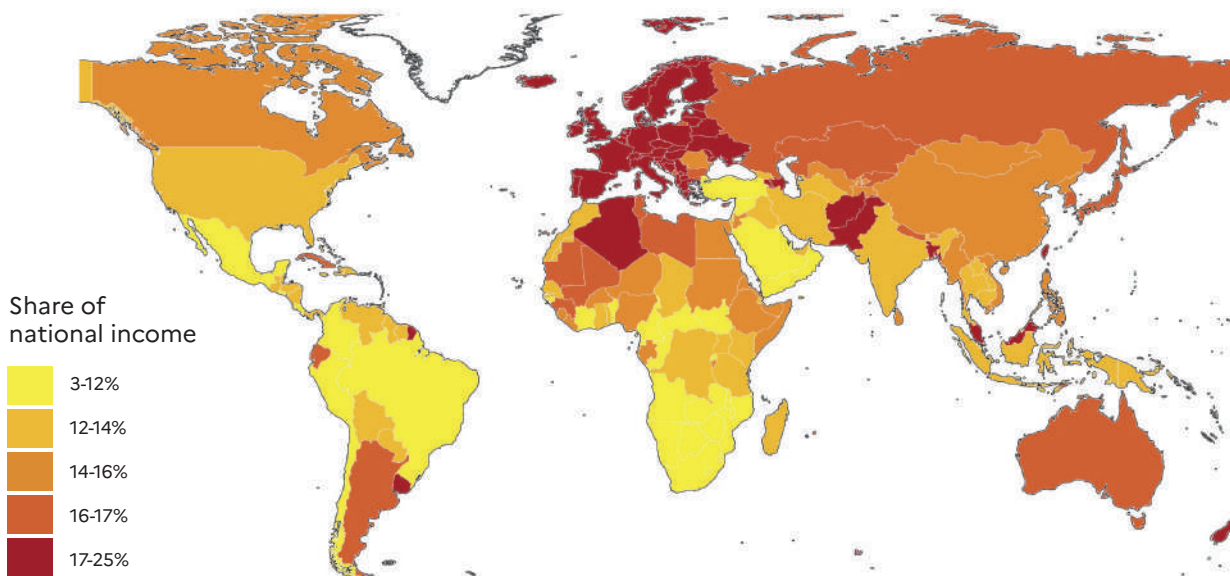 Share of
national income
3-12%
12-14%
14-16%
16-17%
17-25%